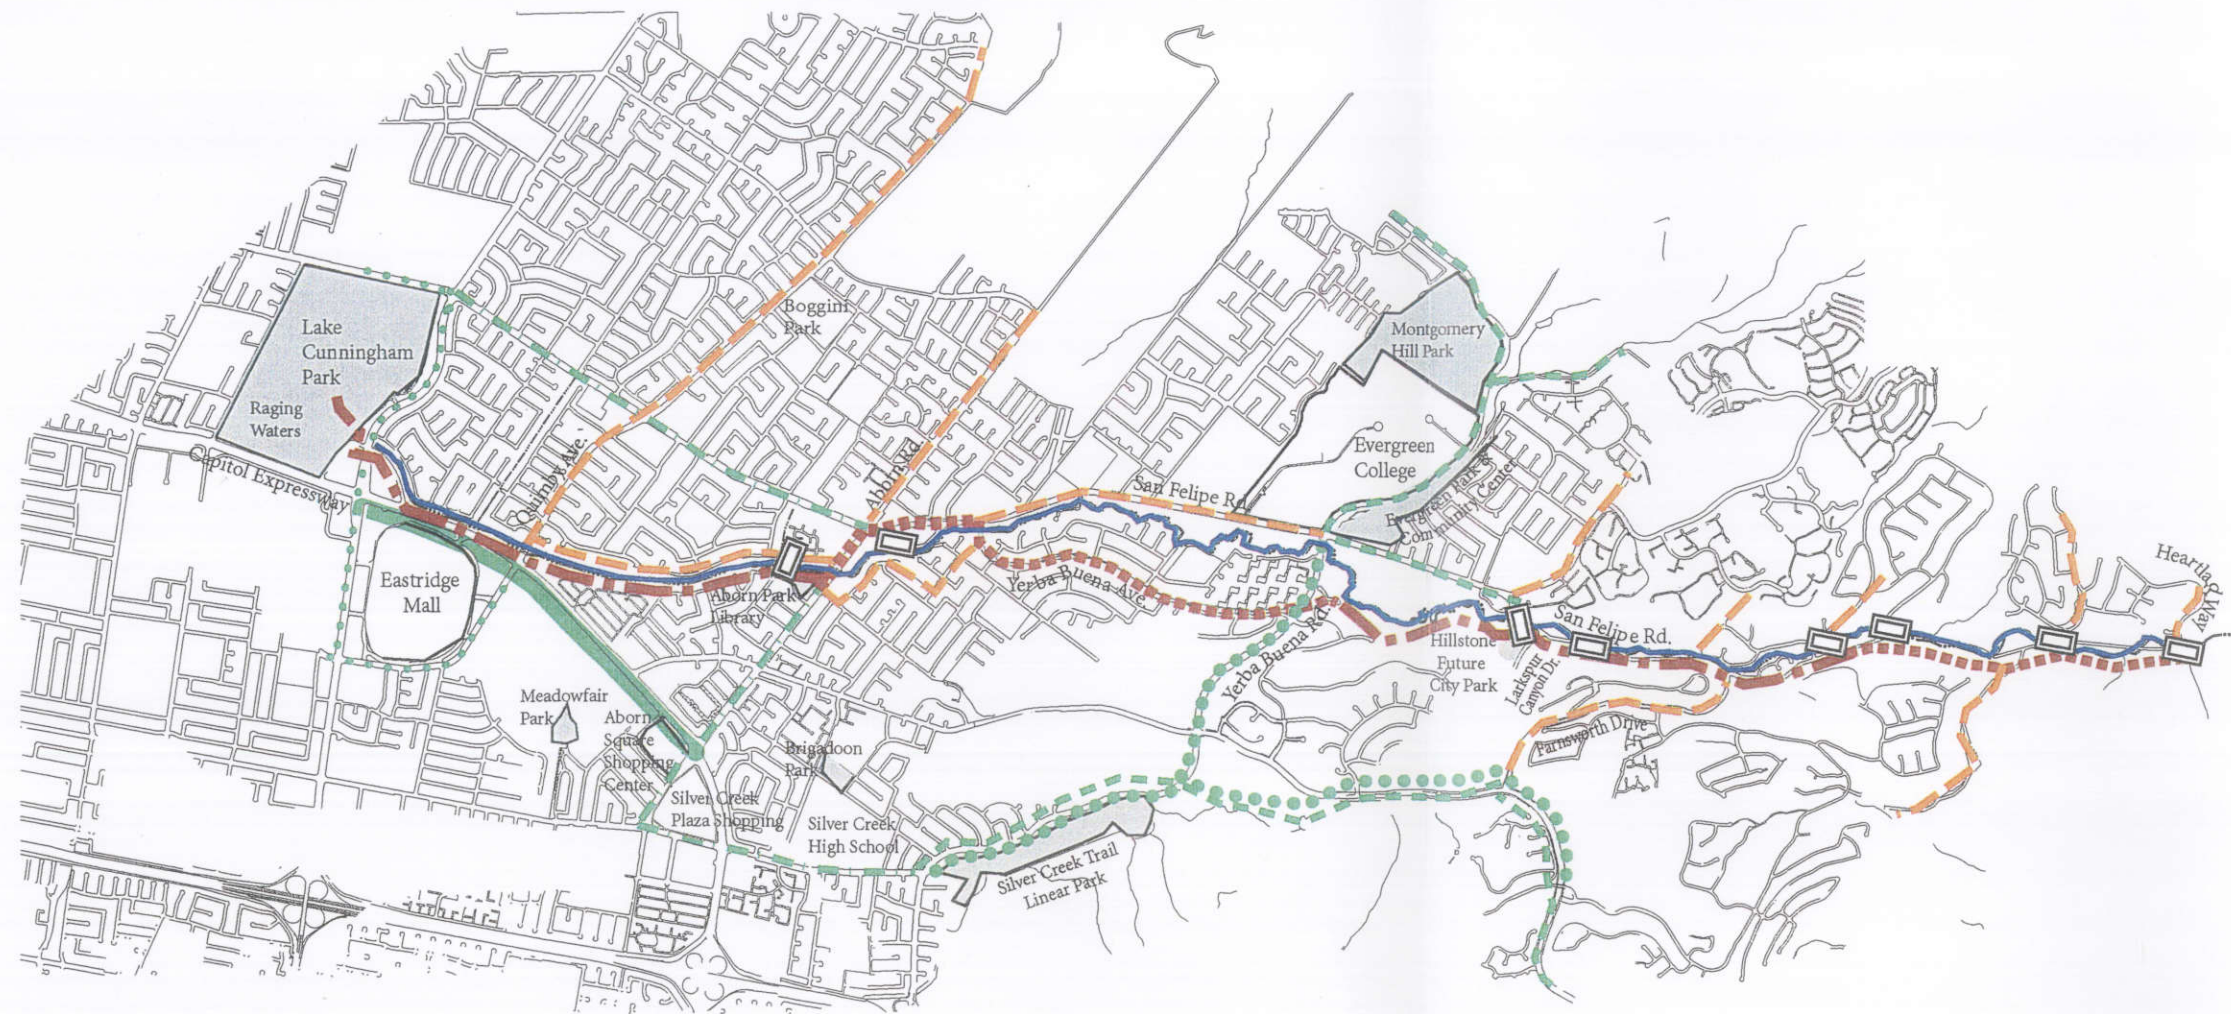 Lake
Cunningham
Park
Raging
Waters
Capitol Expressway
Eastridge
Mall
Quimby Ave.
Boggini
Park
Aborn Rd.
San Felipe Rd.
Montgomery
Hill Park
Evergreen
College
Evergreen Park &
Community Center
Aborn Park
Library
Yerba Buena Ave.
Yerba Buena Rd.
Hillstone
Future
City Park
Larkspur
Canyon Dr.
San Felipe Rd.
Farnsworth Drive
Meadowfair
Park
Aborn
Square
Shopping
Center
Brigadoon
Park
Silver Creek
Plaza Shopping
Silver Creek
High School
Silver Creek Trail
Linear Park